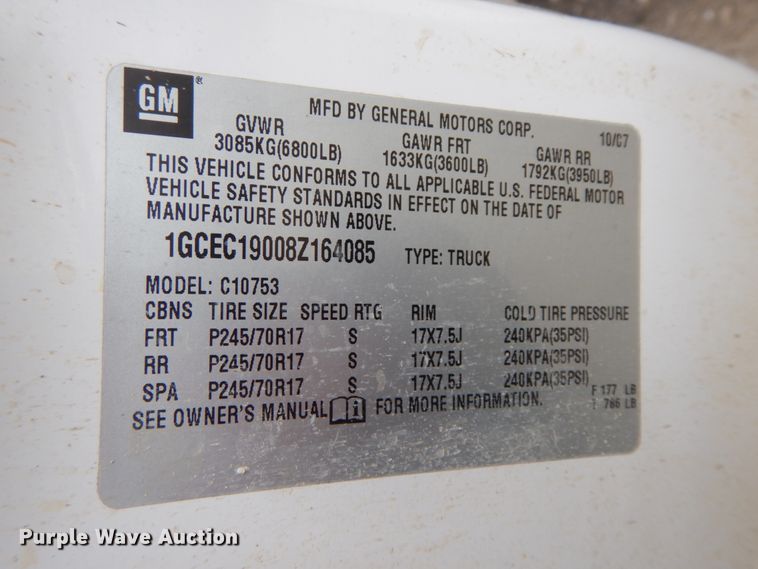 GM ®
MFD BY GENERAL MOTORS CORP. 10/07
GVWR GAWR FRT GAWR RR
3085KG(6800LB) 1633KG(3600LB) 1792KG(3950LB)
THIS VEHICLE CONFORMS TO ALL APPLICABLE U.S. FEDERAL MOTOR
VEHICLE SAFETY STANDARDS IN EFFECT ON THE DATE OF
MANUFACTURE SHOWN ABOVE.
1GCEC19008Z164085 TYPE: TRUCK
MODEL: C10753
CBNS TIRE SIZE SPEED RTG RIM COLD TIRE PRESSURE
FRT P245/70R17 S 17X7.5J 240KPA(35PSI)
RR P245/70R17 S 17X7.5J 240KPA(35PSI)
SPA P245/70R17 S 17X7.5J 240KPA(35PSI)
F 177 LB
786 LB
SEE OWNER'S MANUAL i FOR MORE INFORMATION.
Purple Wave Auction